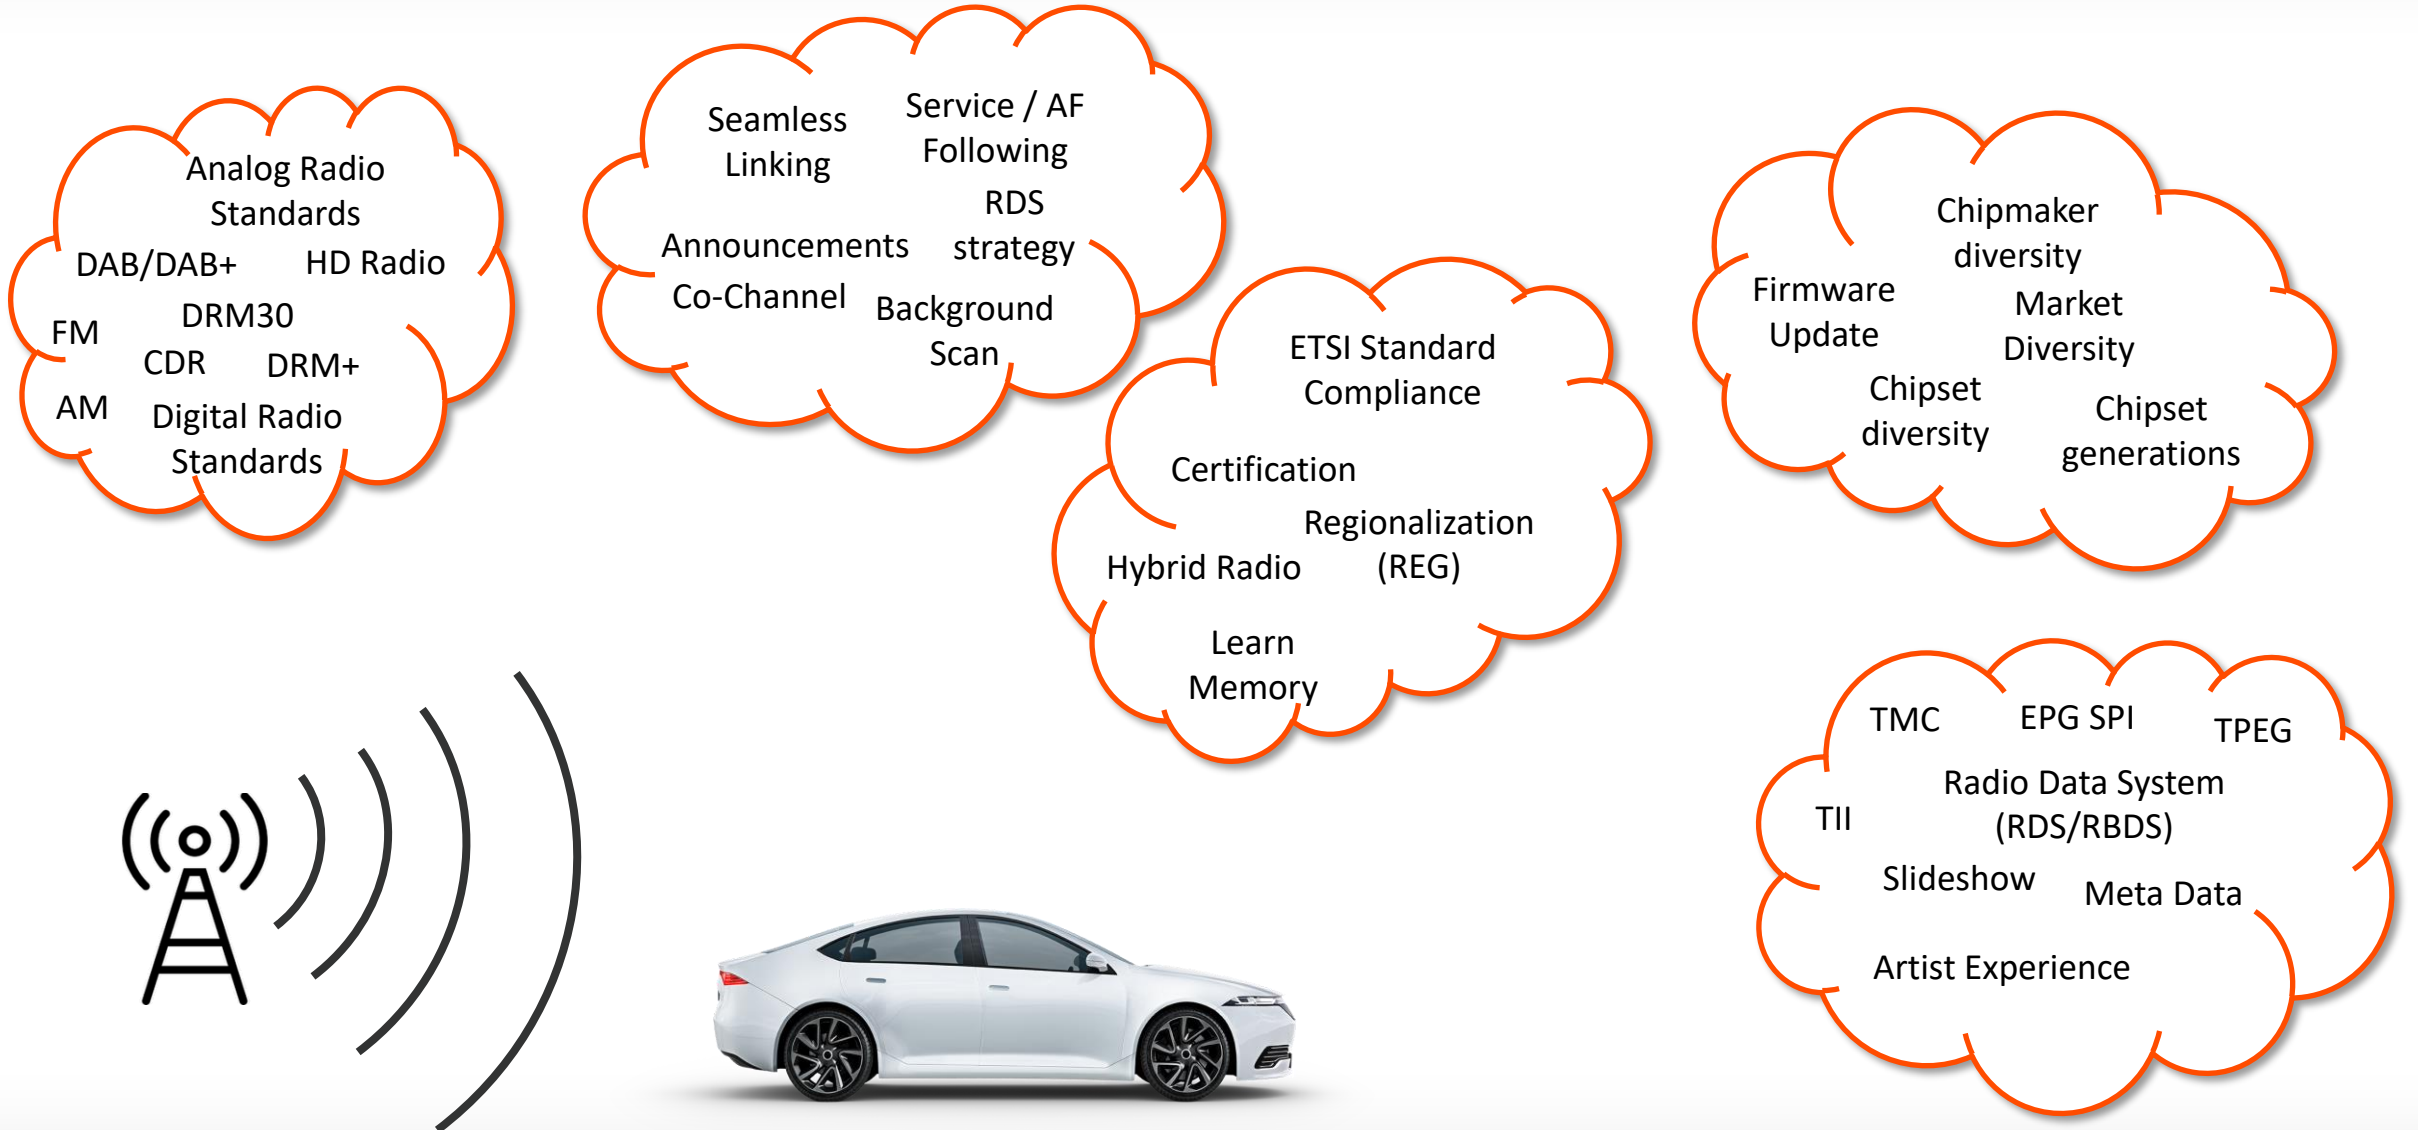 Analog Radio
Standards
DAB/DAB+
HD Radio
DRM30
FM
CDR
DRM+
AM
Digital Radio
Standards
Seamless
Linking
Service / AF
Following
RDS
strategy
Announcements
Co-Channel
Background
Scan
ETSI Standard
Compliance
Certification
Regionalization
(REG)
Hybrid Radio
Learn
Memory
Chipmaker
diversity
Firmware
Update
Market
Diversity
Chipset
diversity
Chipset
generations
TMC
EPG SPI
TPEG
Radio Data System
(RDS/RBDS)
TII
Slideshow
Meta Data
Artist Experience